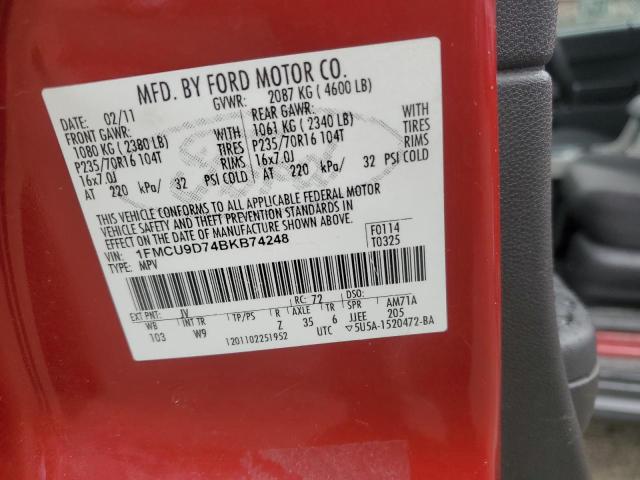 MFD. BY FORD MOTOR CO.
DATE: 02/11 GVWR: 2087 KG ( 4600 LB)
FRONT GAWR: REAR GAWR:
1080 KG ( 2380 LB) WITH 1061 KG ( 2340 LB) WITH
P235/70R16 104T TIRES P235/70R16 104T TIRES
16x7.0J RIMS 16x7.0J RIMS
AT 220 kPa/ 32 PSI COLD AT 220 kPa/ 32 PSI COLD
THIS VEHICLE CONFORMS TO ALL APPLICABLE FEDERAL MOTOR
VEHICLE SAFETY AND THEFT PREVENTION STANDARDS IN
EFFECT ON THE DATE OF MANUFACTURE SHOWN ABOVE.
VIN: 1FMCU9D74BKB74248 F0114
TYPE: MPV T0325
EXT PNT: JV RC: 72 DSO:
WB INT TR TP/PS R AXLE TR SPR AM71A
103 W9 Z 35 6 JJEE 205
1201102251952 UTC ▽5U5A-1520472-BA
Ford